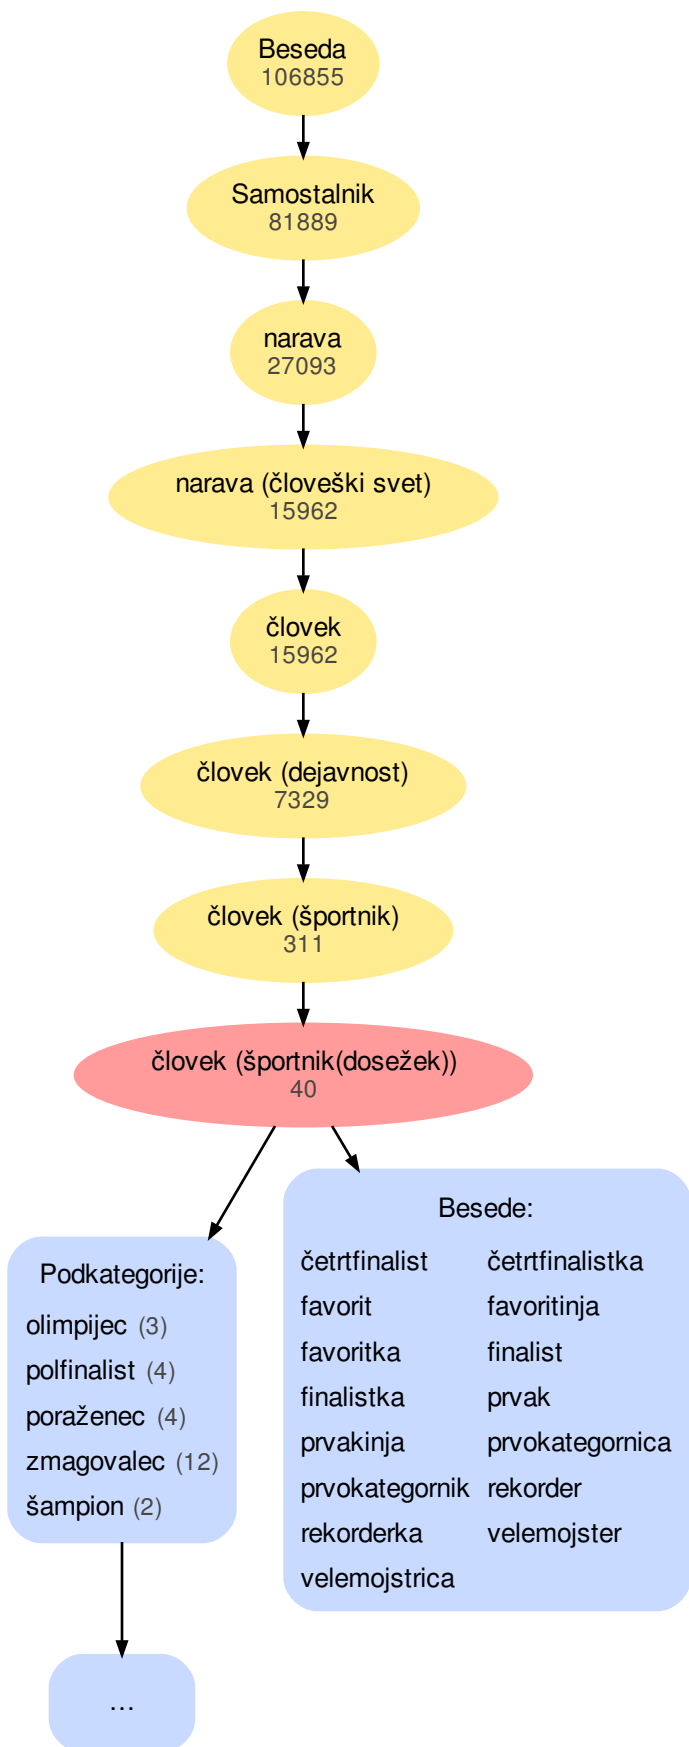 Beseda
106855
Samostalnik
81889
narava
27093
narava (človeški svet)
15962
človek
15962
človek (dejavnost)
7329
človek (športnik)
311
človek (športnik(dosežek))
40
Podkategorije:
olimpijec (3)
polfinalist (4)
poraženec (4)
zmagovalec (12)
šampion (2)
...
Besede:
četrtfinalist četrtfinalistka
favorit favoritinja
favoritka finalist
finalistka prvak
prvakinja prvokategornica
prvokategornik rekorder
rekorderka velemojster
velemojstrica